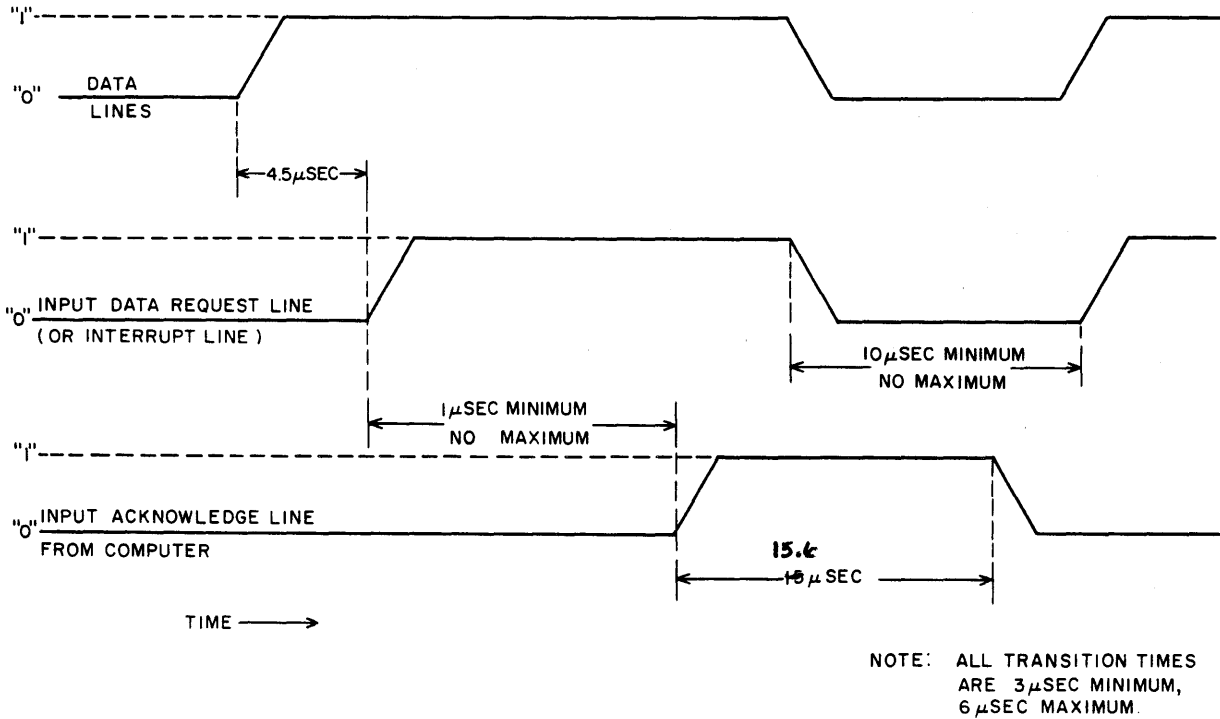 "1"
"0" DATA
LINES
4.5μSEC
"1"
"0" INPUT DATA REQUEST LINE
(OR INTERRUPT LINE)
10μSEC MINIMUM
NO MAXIMUM
1μSEC MINIMUM
NO MAXIMUM
"1"
"0" INPUT ACKNOWLEDGE LINE
FROM COMPUTER
15 μSEC
TIME
NOTE: ALL TRANSITION TIMES
ARE 3μSEC MINIMUM,
6μSEC MAXIMUM.